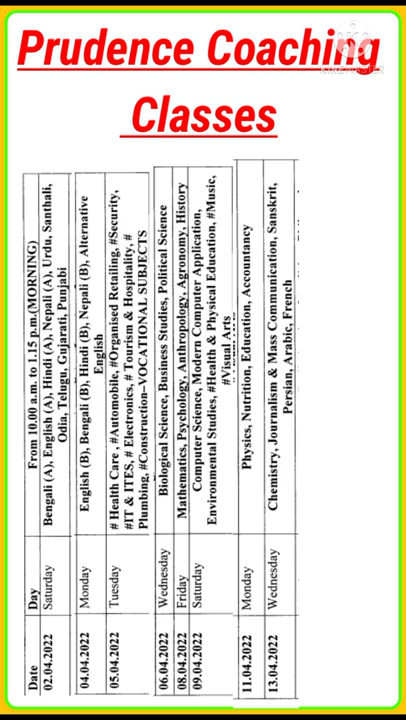 Prudence Coaching
Classes
KINEMASTER
Date Day From 10.00 a.m. to 1.15 p.m.(MORNING)
02.04.2022 Saturday Bengali (A), English (A), Hindi (A), Nepali (A), Urdu, Santhali,
Odia, Telugu, Gujarati, Punjabi
04.04.2022 Monday English (B), Bengali (B), Hindi (B), Nepali (B), Alternative
English
05.04.2022 Tuesday # Health Care , #Automobile, #Organised Retailing, #Security,
#IT & ITES, # Electronics, # Tourism & Hospitality, #
Plumbing, #Construction–VOCATIONAL SUBJECTS
06.04.2022 Wednesday Biological Science, Business Studies, Political Science
08.04.2022 Friday Mathematics, Psychology, Anthropology, Agronomy, History
09.04.2022 Saturday Computer Science, Modern Computer Application,
Environmental Studies, #Health & Physical Education, #Music,
#Visual Arts
11.04.2022 Monday Physics, Nutrition, Education, Accountancy
13.04.2022 Wednesday Chemistry, Journalism & Mass Communication, Sanskrit,
Persian, Arabic, French